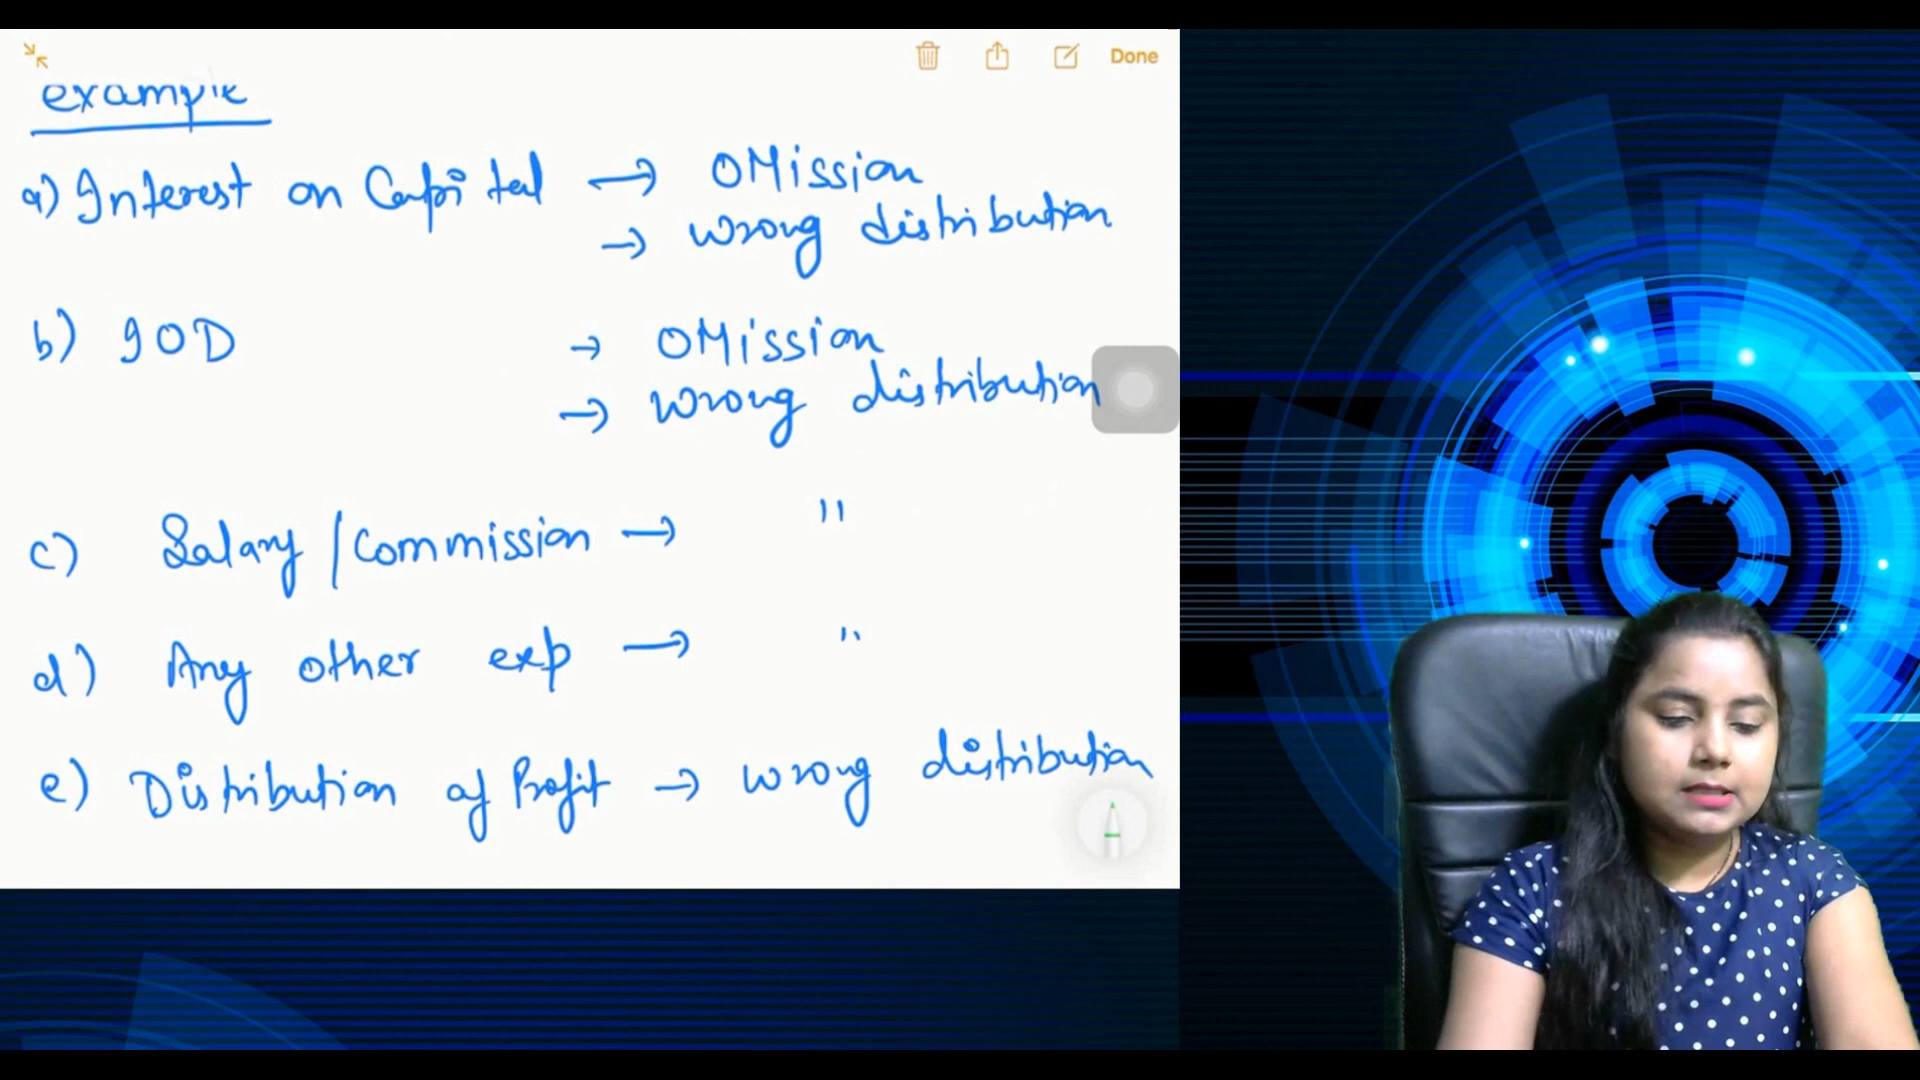 Done
example
a) Interest on Capital → OMission
→ wrong distribution
b) IOD → OMission
→ wrong distribution
c) Salary / Commission → "
d) Any other exp → "
e) Distribution of Profit → wrong distribution